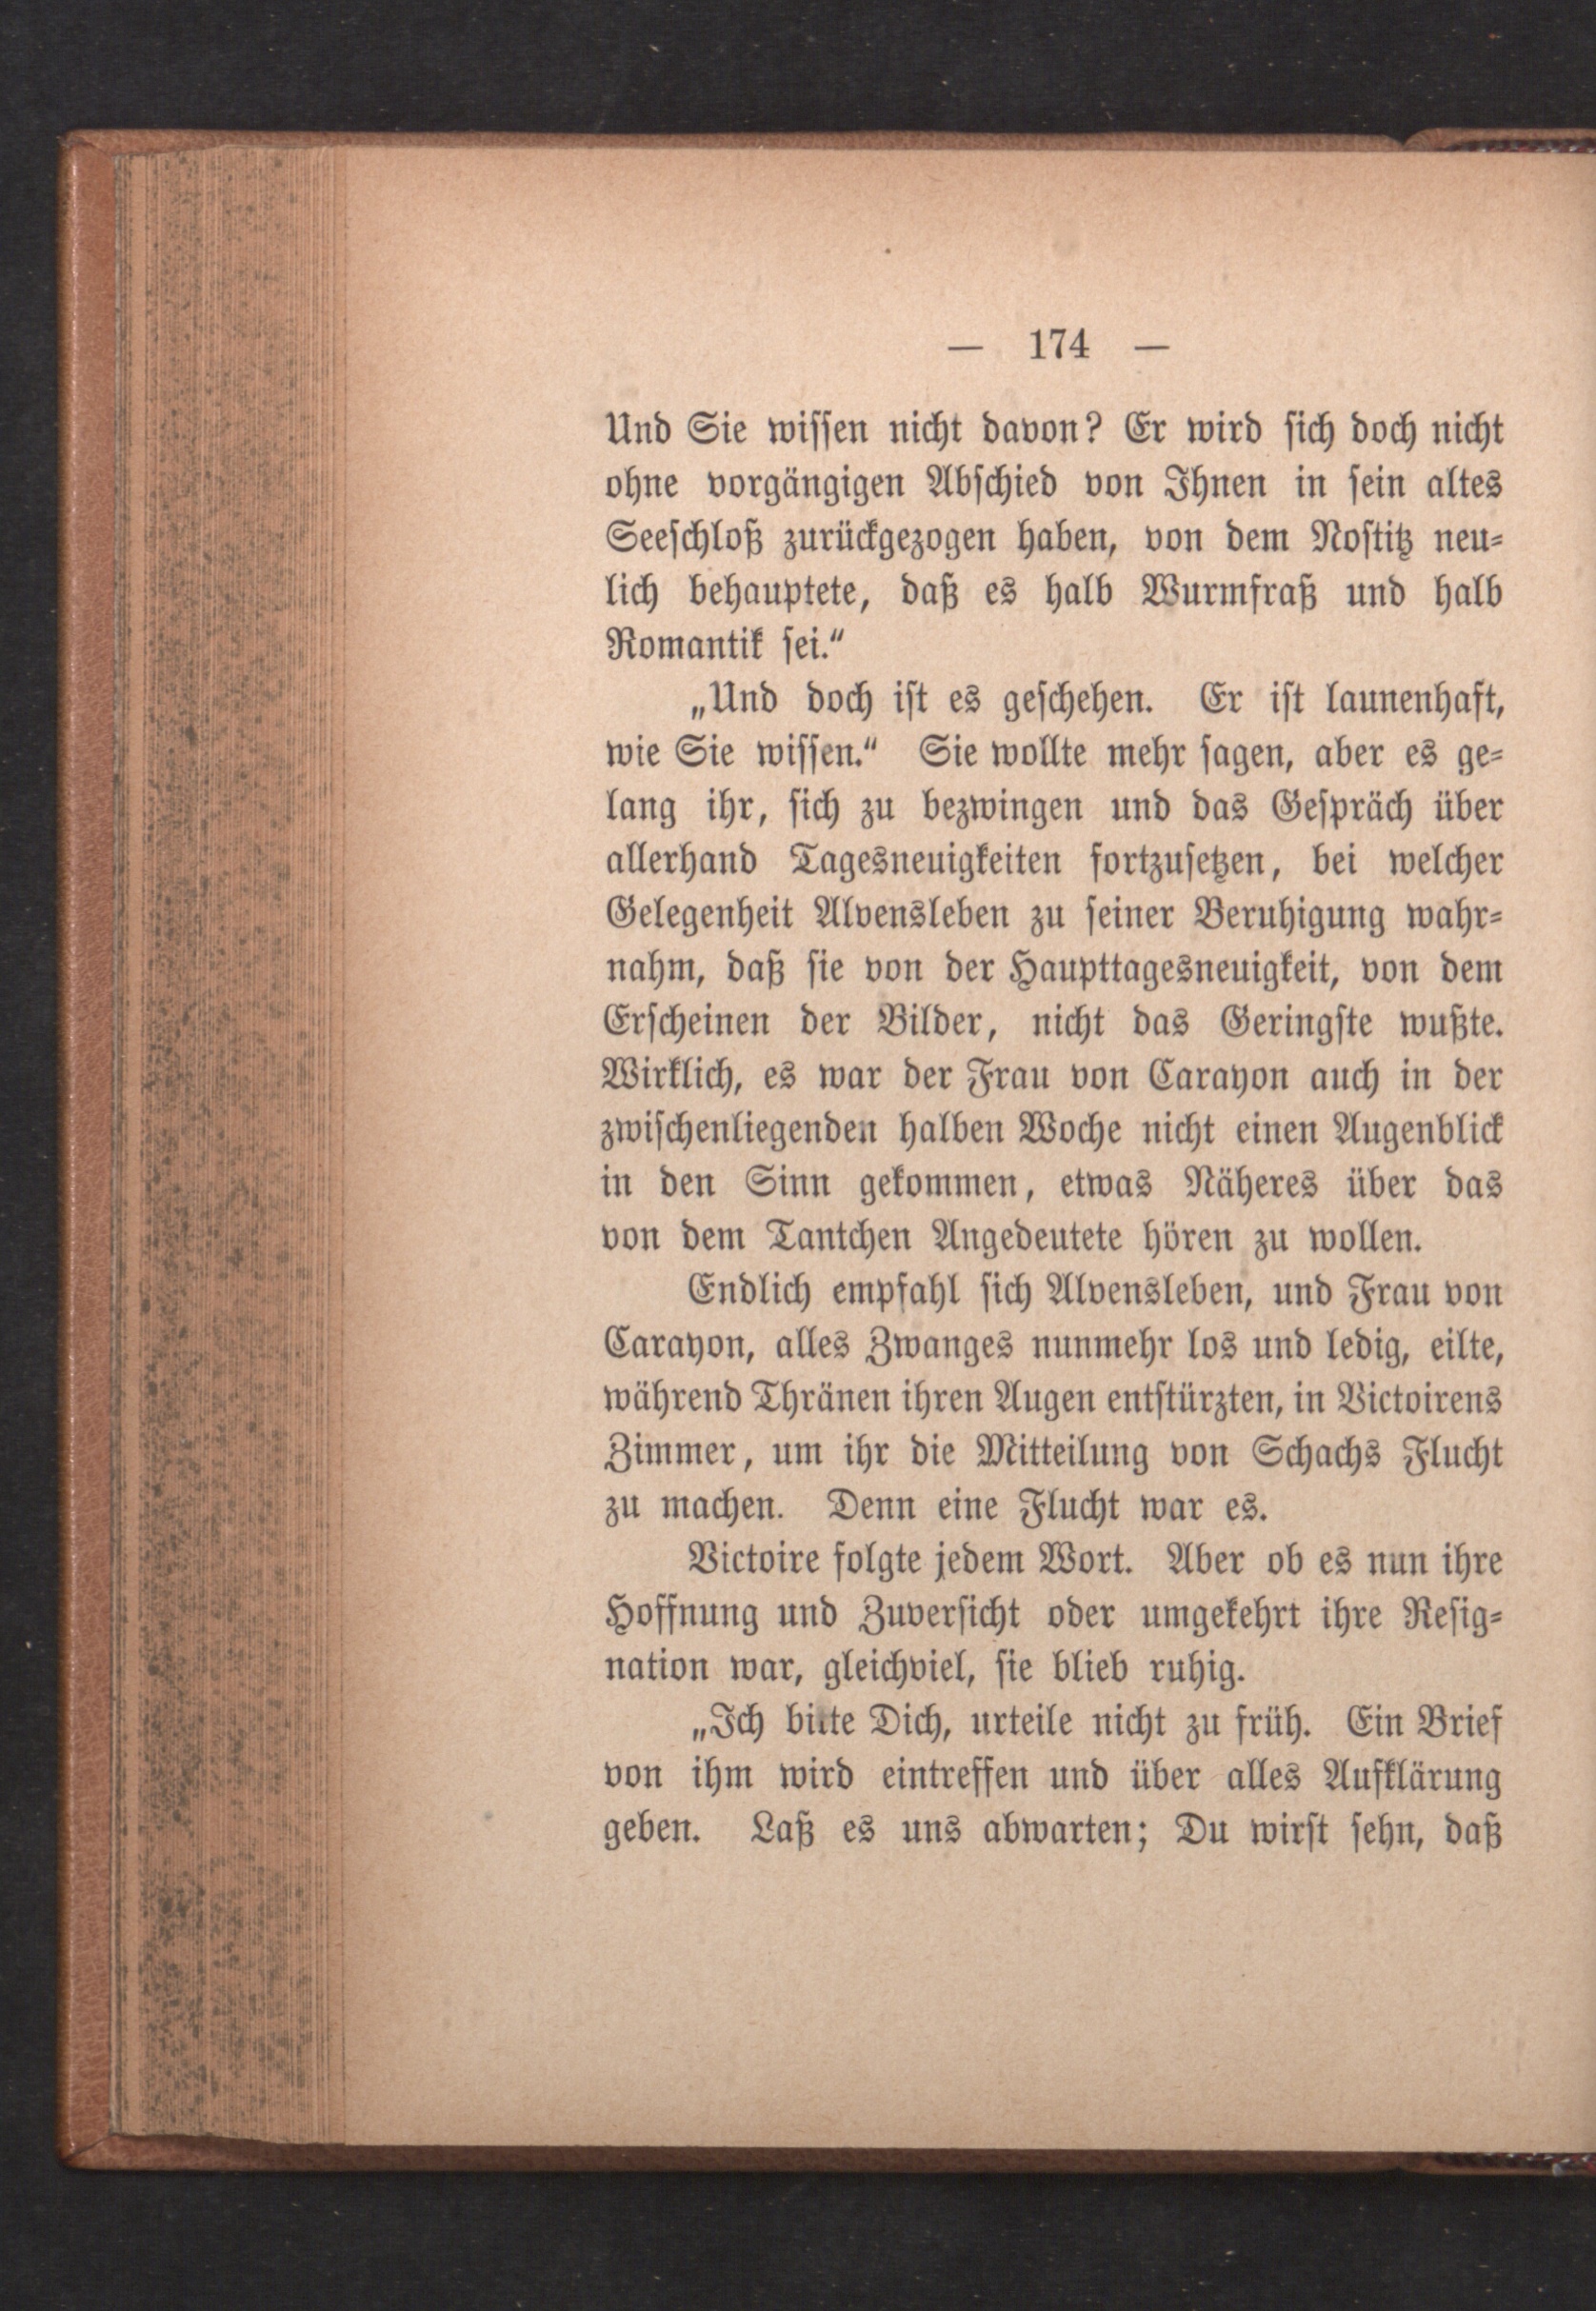 — 174 —
Und Sie wissen nicht davon? Er wird sich doch nicht
ohne vorgängigen Abschied von Ihnen in sein altes
Seeschloß zurückgezogen haben, von dem Nostitz neu-
lich behauptete, daß es halb Wurmfraß und halb
Romantik sei.“
„Und doch ist es geschehen. Er ist launenhaft,
wie Sie wissen.“ Sie wollte mehr sagen, aber es ge-
lang ihr, sich zu bezwingen und das Gespräch über
allerhand Tagesneuigkeiten fortzusetzen, bei welcher
Gelegenheit Alvensleben zu seiner Beruhigung wahr-
nahm, daß sie von der Haupttagesneuigkeit, von dem
Erscheinen der Bilder, nicht das Geringste wußte.
Wirklich, es war der Frau von Carayon auch in der
zwischenliegenden halben Woche nicht einen Augenblick
in den Sinn gekommen, etwas Näheres über das
von dem Tantchen Angedeutete hören zu wollen.
Endlich empfahl sich Alvensleben, und Frau von
Carayon, alles Zwanges nunmehr los und ledig, eilte,
während Thränen ihren Augen entstürzten, in Victoirens
Zimmer, um ihr die Mitteilung von Schachs Flucht
zu machen. Denn eine Flucht war es.
Victoire folgte jedem Wort. Aber ob es nun ihre
Hoffnung und Zuversicht oder umgekehrt ihre Resig-
nation war, gleichviel, sie blieb ruhig.
„Ich bitte Dich, urteile nicht zu früh. Ein Brief
von ihm wird eintreffen und über alles Aufklärung
geben. Laß es uns abwarten; Du wirst sehn, daß